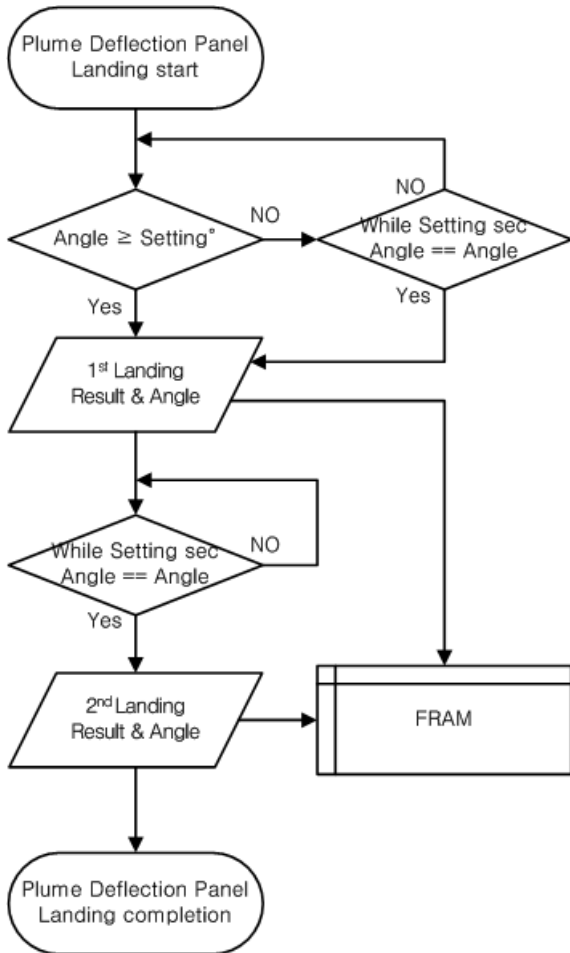 Plume Deflection Panel
Landing start
NO
Angle ≥ Setting°
NO
While Setting sec
Angle == Angle
Yes
Yes
1st Landing
Result & Angle
While Setting sec
Angle == Angle
NO
Yes
2nd Landing
Result & Angle
FRAM
Plume Deflection Panel
Landing completion